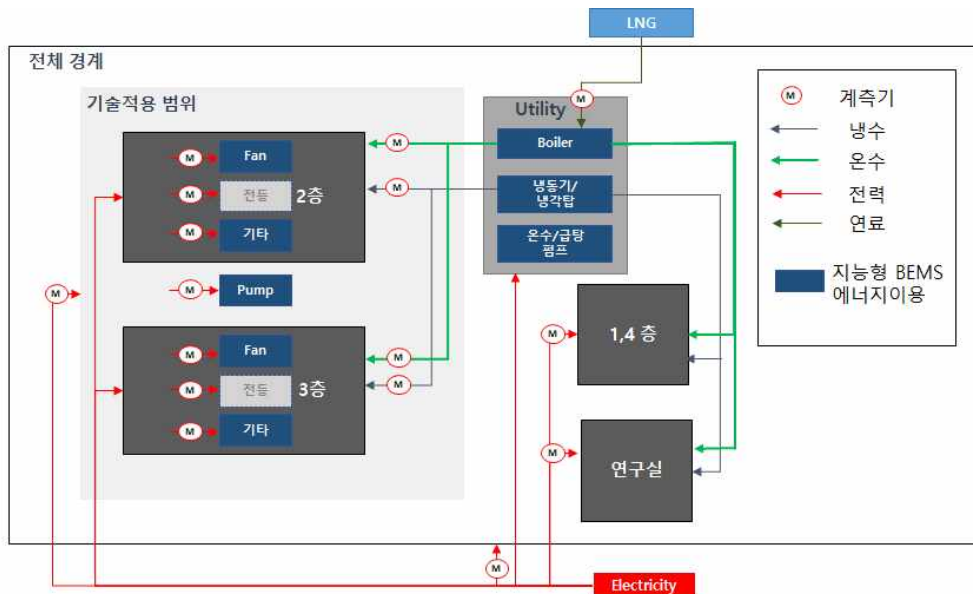 LNG
전체 경계
기술적용 범위
M
Utility
Boiler
냉동기/
냉각탑
온수/급탕
펌프
M
M
M
Fan
M
전등
2층
M
기타
M
Pump
M
M
Fan
M
전등
3층
M
기타
M
M
M
1,4 층
M
연구실
M
M
Electricity
M
계측기
냉수
온수
전력
연료
지능형 BEMS
에너지이용